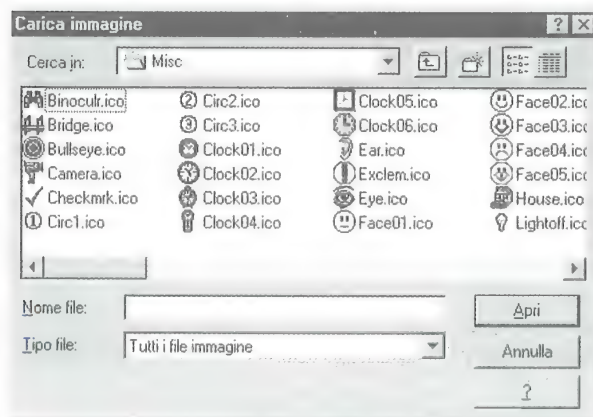 Carica immagine ? ×
Cerca in: Misc
Binoculr.ico Circ2.ico Clock05.ico Face02.ico
Bridge.ico Circ3.ico Clock06.ico Face03.ico
Bullseye.ico Clock01.ico Ear.ico Face04.ico
Camera.ico Clock02.ico Exclem.ico Face05.ico
Checkmrk.ico Clock03.ico Eye.ico House.ico
Circ1.ico Clock04.ico Face01.ico Lightoff.ico
Nome file: Apri
Tipo file: Tutti i file immagine Annulla
?